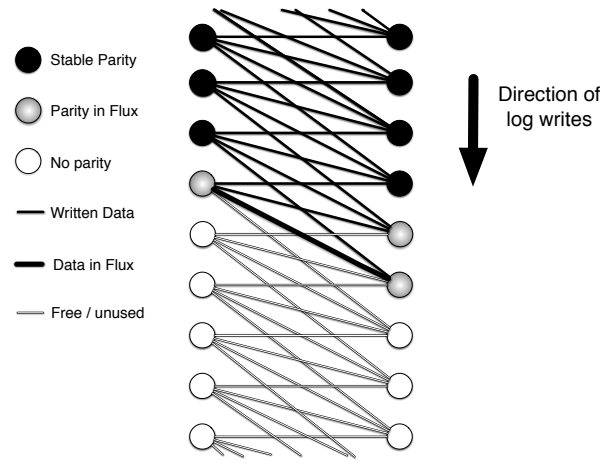 Stable Parity
Parity in Flux
No parity
Written Data
Data in Flux
Free / unused
Direction of
log writes